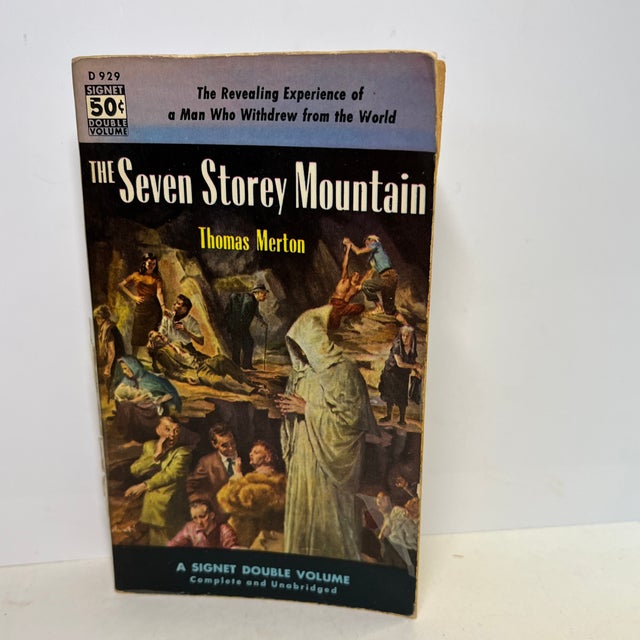 D929
SIGNET
50¢
DOUBLE
VOLUME
The Revealing Experience of
a Man Who Withdrew from the World
THE Seven Storey Mountain
Thomas Merton
A SIGNET DOUBLE VOLUME
Complete and Unabridged